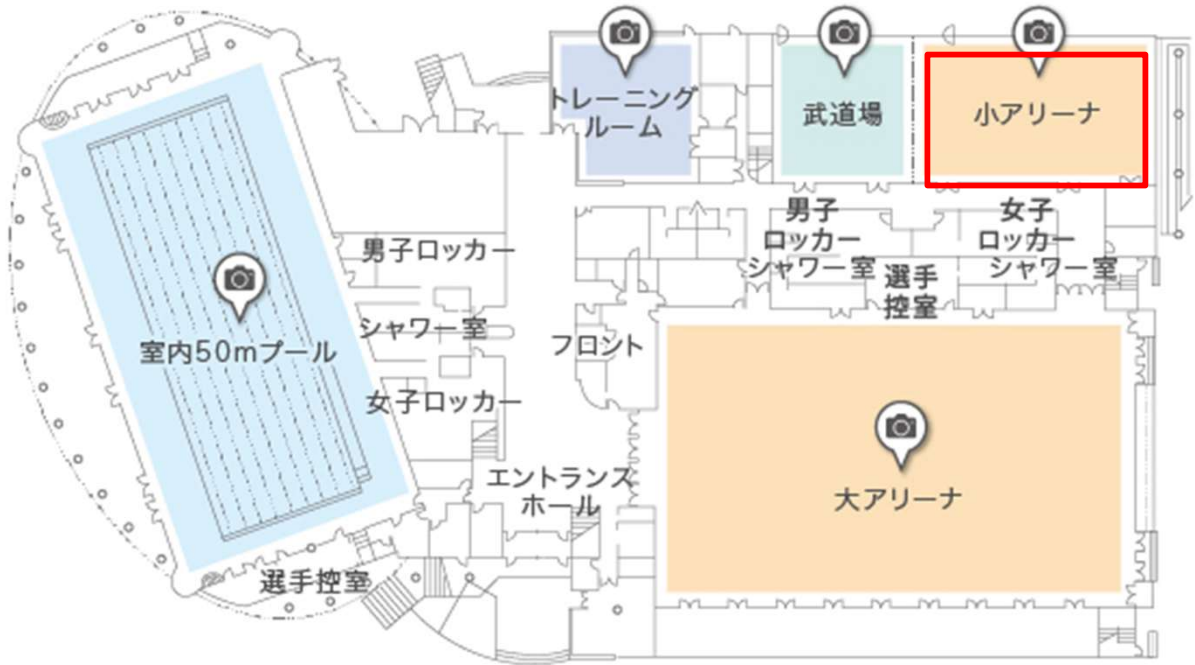 トレーニング
ルーム
武道場
小アリーナ
男子
ロッカー
シャワー室
女子
ロッカー
シャワー室
選手
控室
男子ロッカー
シャワー室
女子ロッカー
室内50mプール
フロント
エントランス
ホール
大アリーナ
選手控室